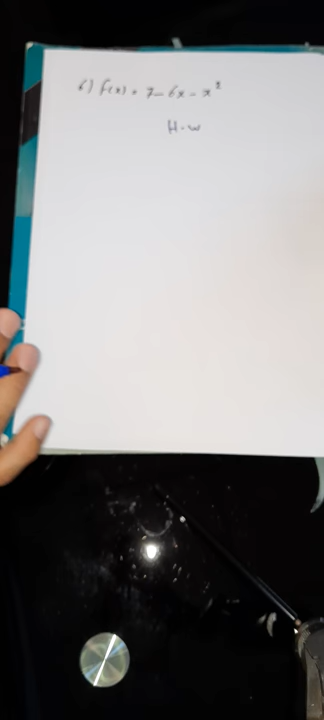 6) f(x) = 7 - 6x - x²
H-w